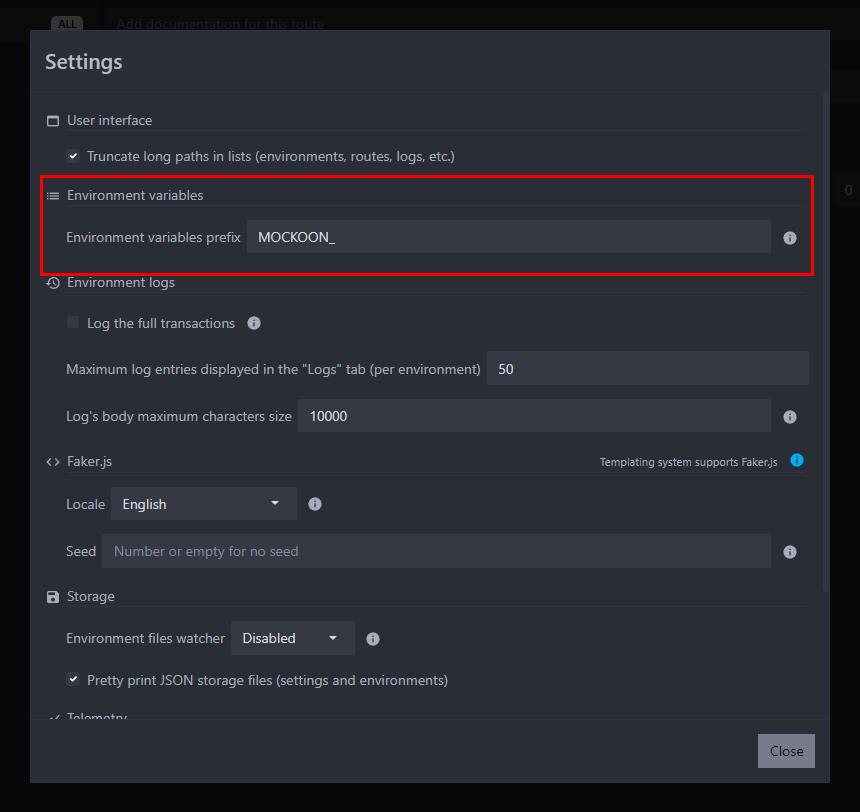 ALL
Add documentation for this route
Settings
User interface
Truncate long paths in lists (environments, routes, logs, etc.)
Environment variables
0
Environment variables prefix MOCKOON_
Environment logs
Log the full transactions
Maximum log entries displayed in the "Logs" tab (per environment) 50
Log's body maximum characters size 10000
Faker.js Templating system supports Faker.js
Locale English
Seed Number or empty for no seed
Storage
Environment files watcher Disabled
Pretty print JSON storage files (settings and environments)
Telemetry
Close